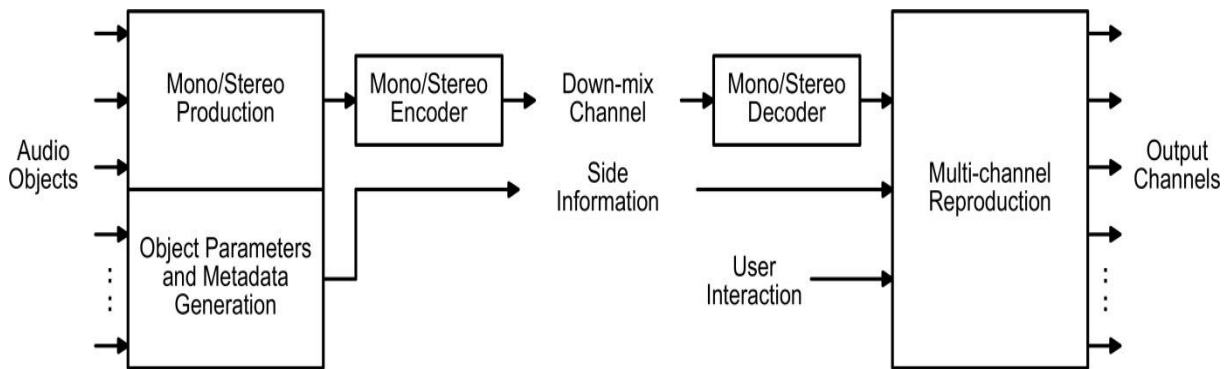 Audio
Objects
Mono/Stereo
Production
Object Parameters
and Metadata
Generation
Mono/Stereo
Encoder
Down-mix
Channel
Side
Information
Mono/Stereo
Decoder
User
Interaction
Multi-channel
Reproduction
Output
Channels